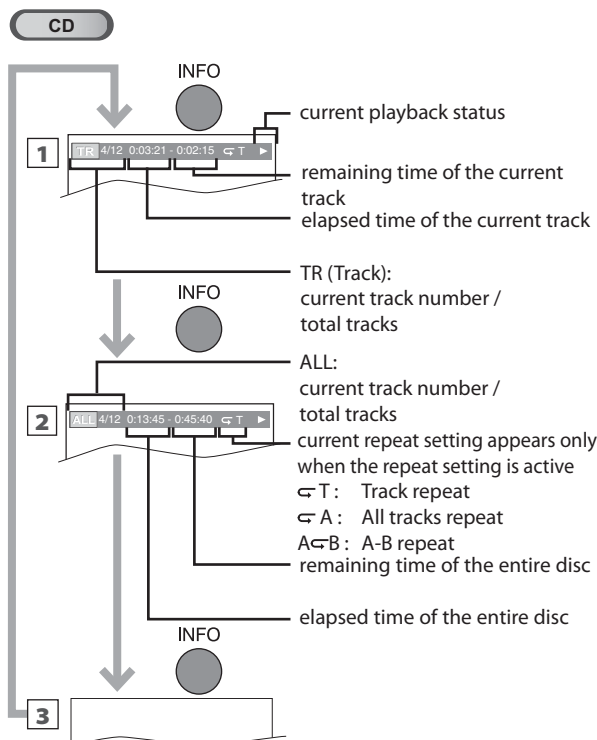 CD
INFO
current playback status
1
TR 4/12 0:03:21 - 0:02:15 T
remaining time of the current
track
elapsed time of the current track
TR (Track):
current track number /
total tracks
INFO
ALL:
current track number /
total tracks
2
ALL 4/12 0:13:45 - 0:45:40 T
current repeat setting appears only
when the repeat setting is active
T : Track repeat
A : All tracks repeat
A B : A-B repeat
remaining time of the entire disc
elapsed time of the entire disc
INFO
3